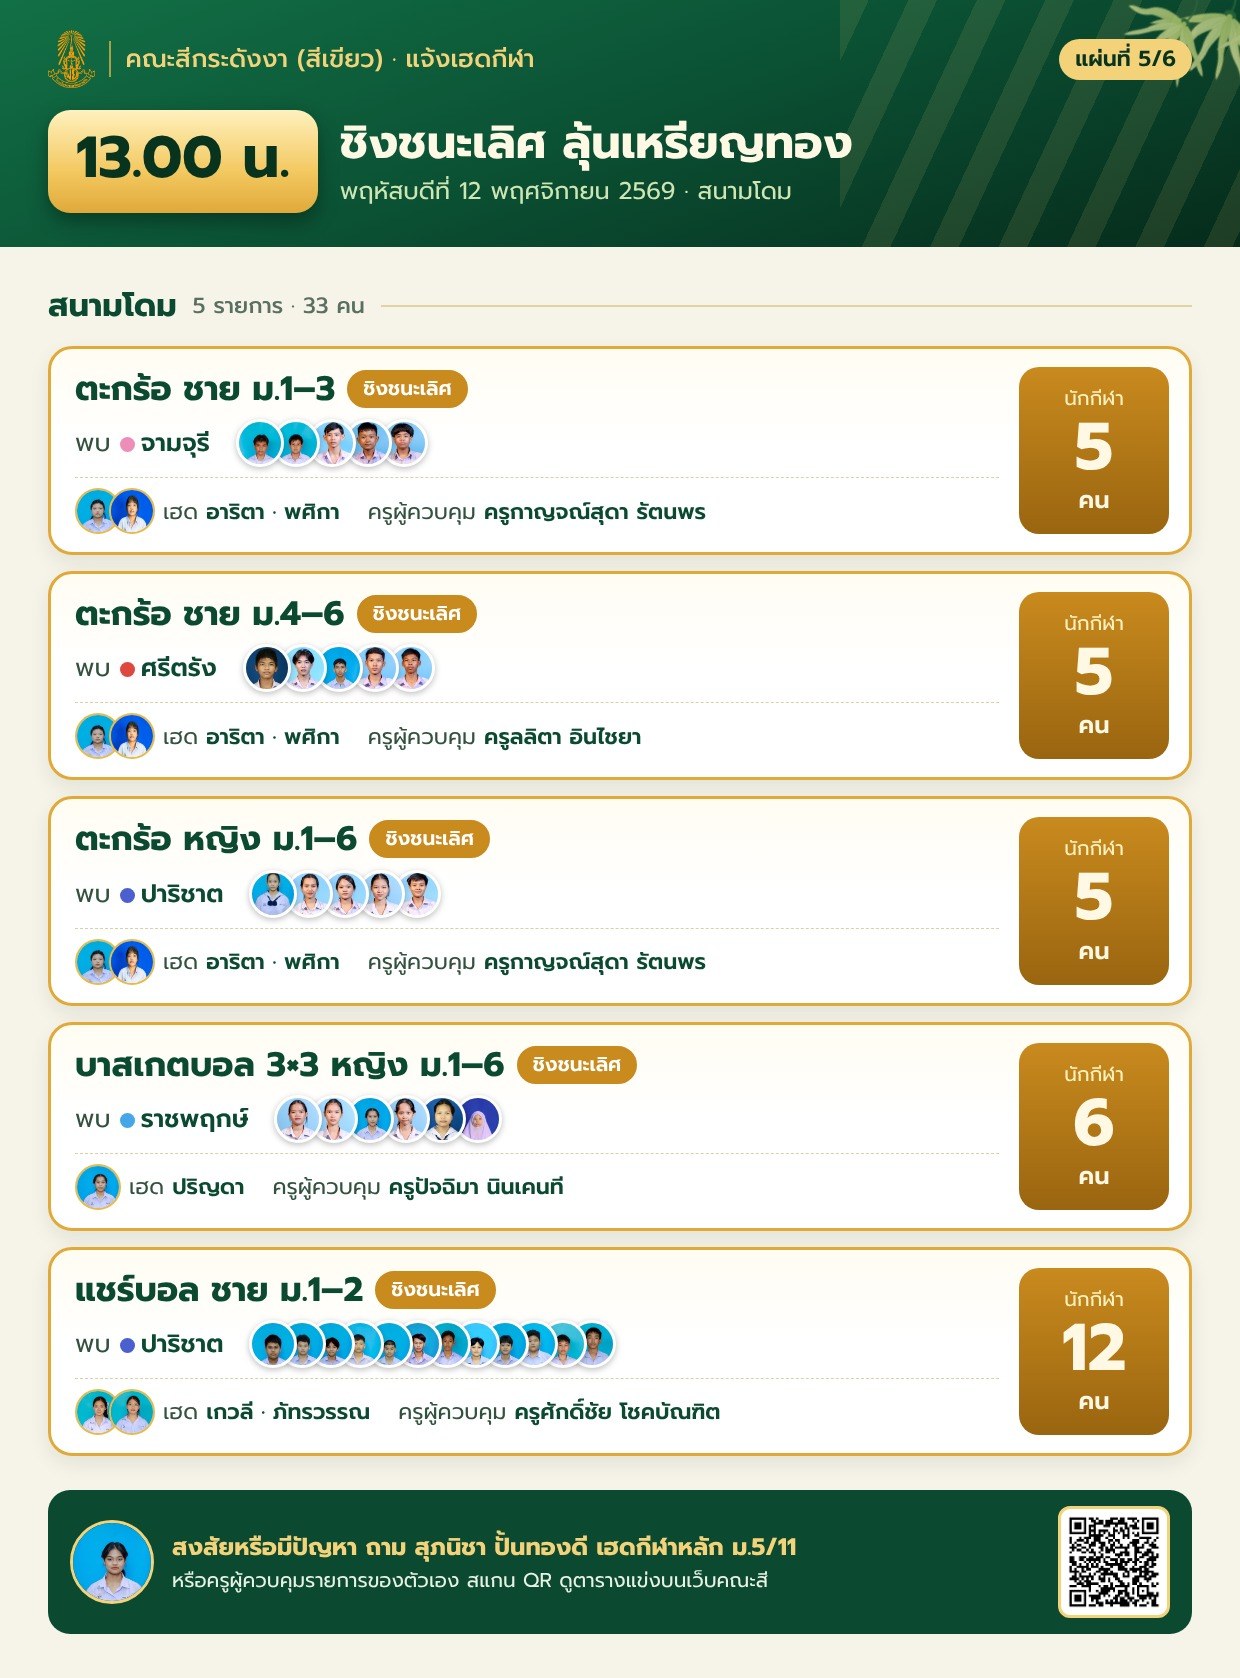 คณะสีกระดังงา (สีเขียว) · แจ้งเฮดกีฬา
แผ่นที่ 5/6
13.00 น.
ชิงชนะเลิศ ลุ้นเหรียญทอง
พฤหัสบดีที่ 12 พฤศจิกายน 2569 · สนามโดม
สนามโดม 5 รายการ · 33 คน
ตะกร้อ ชาย ม.1–3 ชิงชนะเลิศ
พบ จามจุรี
เฮด อาริตา · พศิกา ครูผู้ควบคุม ครูกาญจณ์สุดา รัตนพร
นักกีฬา
5
คน
ตะกร้อ ชาย ม.4–6 ชิงชนะเลิศ
พบ ศรีตรัง
เฮด อาริตา · พศิกา ครูผู้ควบคุม ครูลลิตา อินไชยา
นักกีฬา
5
คน
ตะกร้อ หญิง ม.1–6 ชิงชนะเลิศ
พบ ปาริชาต
เฮด อาริตา · พศิกา ครูผู้ควบคุม ครูกาญจณ์สุดา รัตนพร
นักกีฬา
5
คน
บาสเกตบอล 3×3 หญิง ม.1–6 ชิงชนะเลิศ
พบ ราชพฤกษ์
เฮด ปริญดา ครูผู้ควบคุม ครูปัจฉิมา นินเคนที
นักกีฬา
6
คน
แชร์บอล ชาย ม.1–2 ชิงชนะเลิศ
พบ ปาริชาต
เฮด เกวลี · ภัทรวรรณ ครูผู้ควบคุม ครูศักดิ์ชัย โชคบัณฑิต
นักกีฬา
12
คน
สงสัยหรือมีปัญหา ถาม สุภนิชา ปั้นทองดี เฮดกีฬาหลัก ม.5/11
หรือครูผู้ควบคุมรายการของตัวเอง สแกน QR ดูตารางแข่งบนเว็บคณะสี